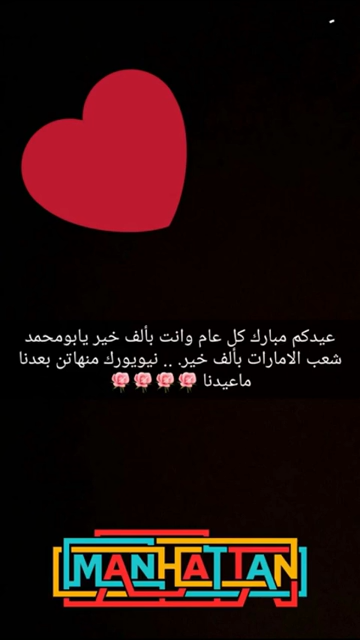 عيدكم مبارك كل عام وانت بألف خير يابومحمد
شعب الامارات بألف خير. .. نيويورك منهاتن بعدنا
ماعيدنا 🌹🌹🌹🌹
MANHATTAN